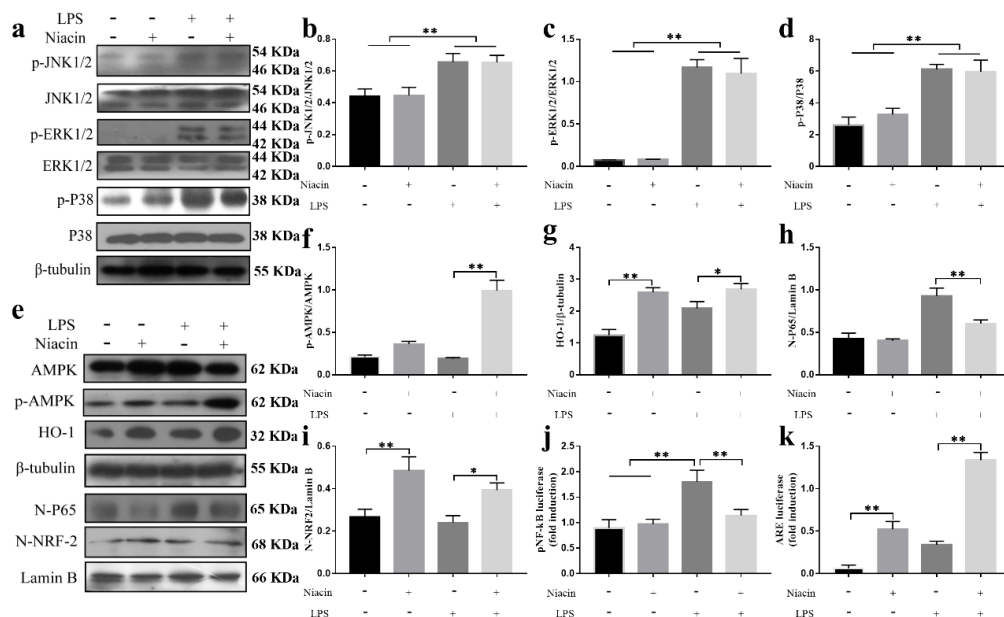 a
LPS - - + +
Niacin - + - +
p-JNK1/2 54 KDa
46 KDa
JNK1/2 54 KDa
46 KDa
p-ERK1/2 44 KDa
42 KDa
ERK1/2 44 KDa
42 KDa
p-P38 38 KDa
P38 38 KDa
β-tubulin 55 KDa
b
p-JNK1/2/JNK1/2
0.8
0.6
0.4
0.2
0.0
**
Niacin - + - +
LPS - - + +
c
p-ERK1/2/ERK1/2
1.5
1.0
0.5
0.0
**
Niacin - + - +
LPS - - + +
d
p-P38/P38
8
6
4
2
0
**
Niacin - + - +
LPS - - + +
e
LPS - - + +
Niacin - + - +
AMPK 62 KDa
p-AMPK 62 KDa
HO-1 32 KDa
β-tubulin 55 KDa
N-P65 65 KDa
N-NRF-2 68 KDa
Lamin B 66 KDa
f
p-AMPK/AMPK
1.5
1.0
0.5
0.0
**
Niacin - + - +
LPS - - + +
g
HO-1/β-tubulin
4
3
2
1
0
**
*
Niacin - + - +
LPS - - + +
h
N-P65/Lamin B
1.5
1.0
0.5
0.0
**
Niacin - + - +
LPS - - + +
i
N-NRF2/Lamin B
0.6
0.4
0.2
0.0
**
*
Niacin - + - +
LPS - - + +
j
pNF-kB luciferase
(fold induction)
2.5
2.0
1.5
1.0
0.5
0.0
**
**
Niacin - + - +
LPS - - + +
k
ARE luciferase
(fold induction)
1.5
1.0
0.5
0.0
**
**
Niacin - + - +
LPS - - + +